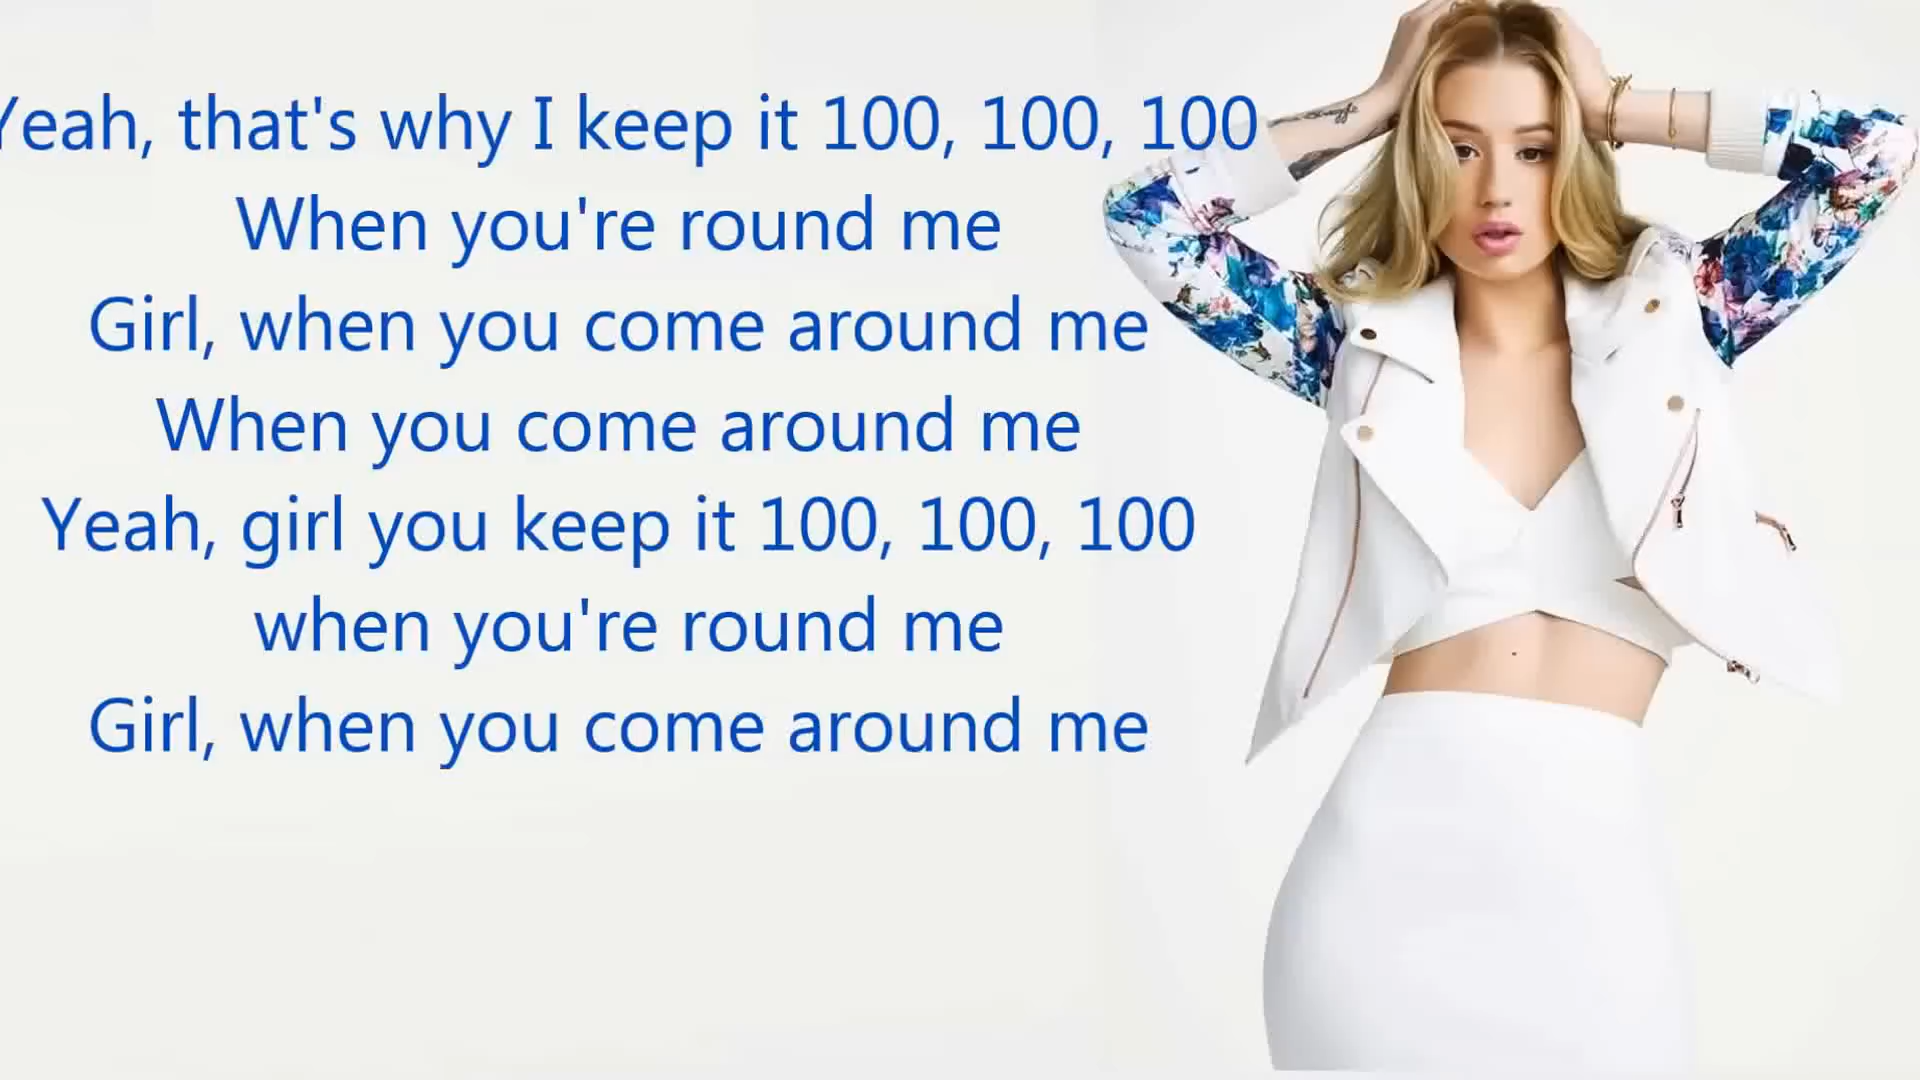 Yeah, that's why I keep it 100, 100, 100
When you're round me
Girl, when you come around me
When you come around me
Yeah, girl you keep it 100, 100, 100
when you're round me
Girl, when you come around me